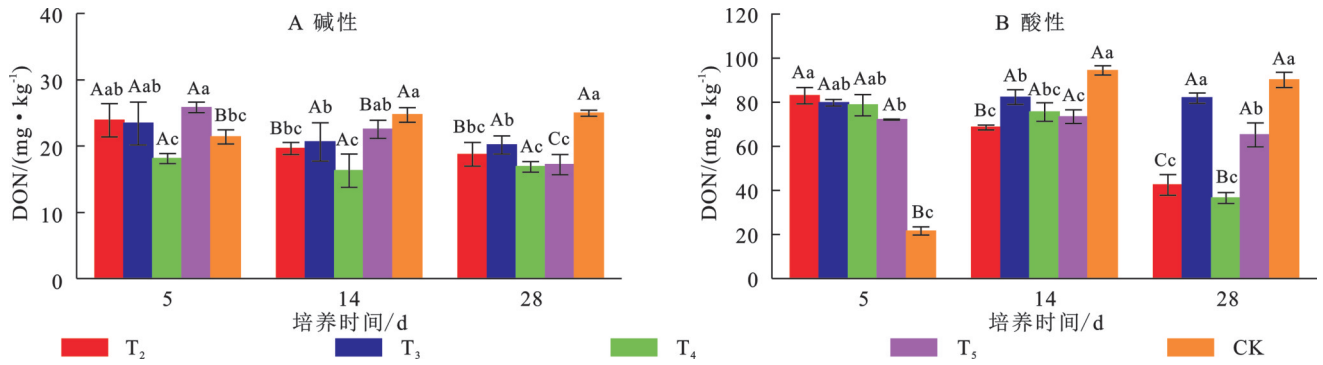 A 碱性
DON/(mg·kg⁻¹)
40
30
20
10
0
Aab Aab Ac Aa Bbc
Bbc Ab Ac Bab Aa
Bbc Ab Ac Cc Aa
5 14 28
培养时间/d
B 酸性
DON/(mg·kg⁻¹)
120
100
80
60
40
20
0
Aa Aab Aab Ab Bc
Bc Ab Abc Ac Aa
Cc Aa Bc Ab Aa
5 14 28
培养时间/d
T₂ T₃ T₄ T₅ CK